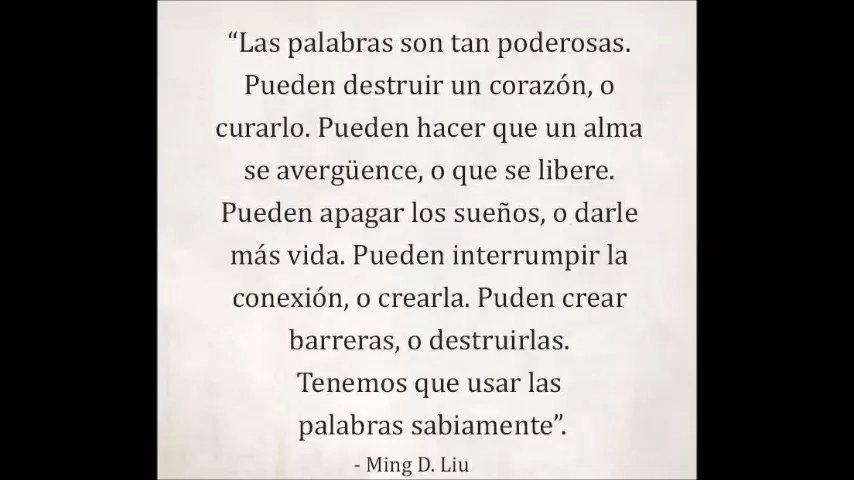 “Las palabras son tan poderosas.
Pueden destruir un corazón, o
curarlo. Pueden hacer que un alma
se avergüence, o que se libere.
Pueden apagar los sueños, o darle
más vida. Pueden interrumpir la
conexión, o crearla. Puden crear
barreras, o destruirlas.
Tenemos que usar las
palabras sabiamente”.
- Ming D. Liu